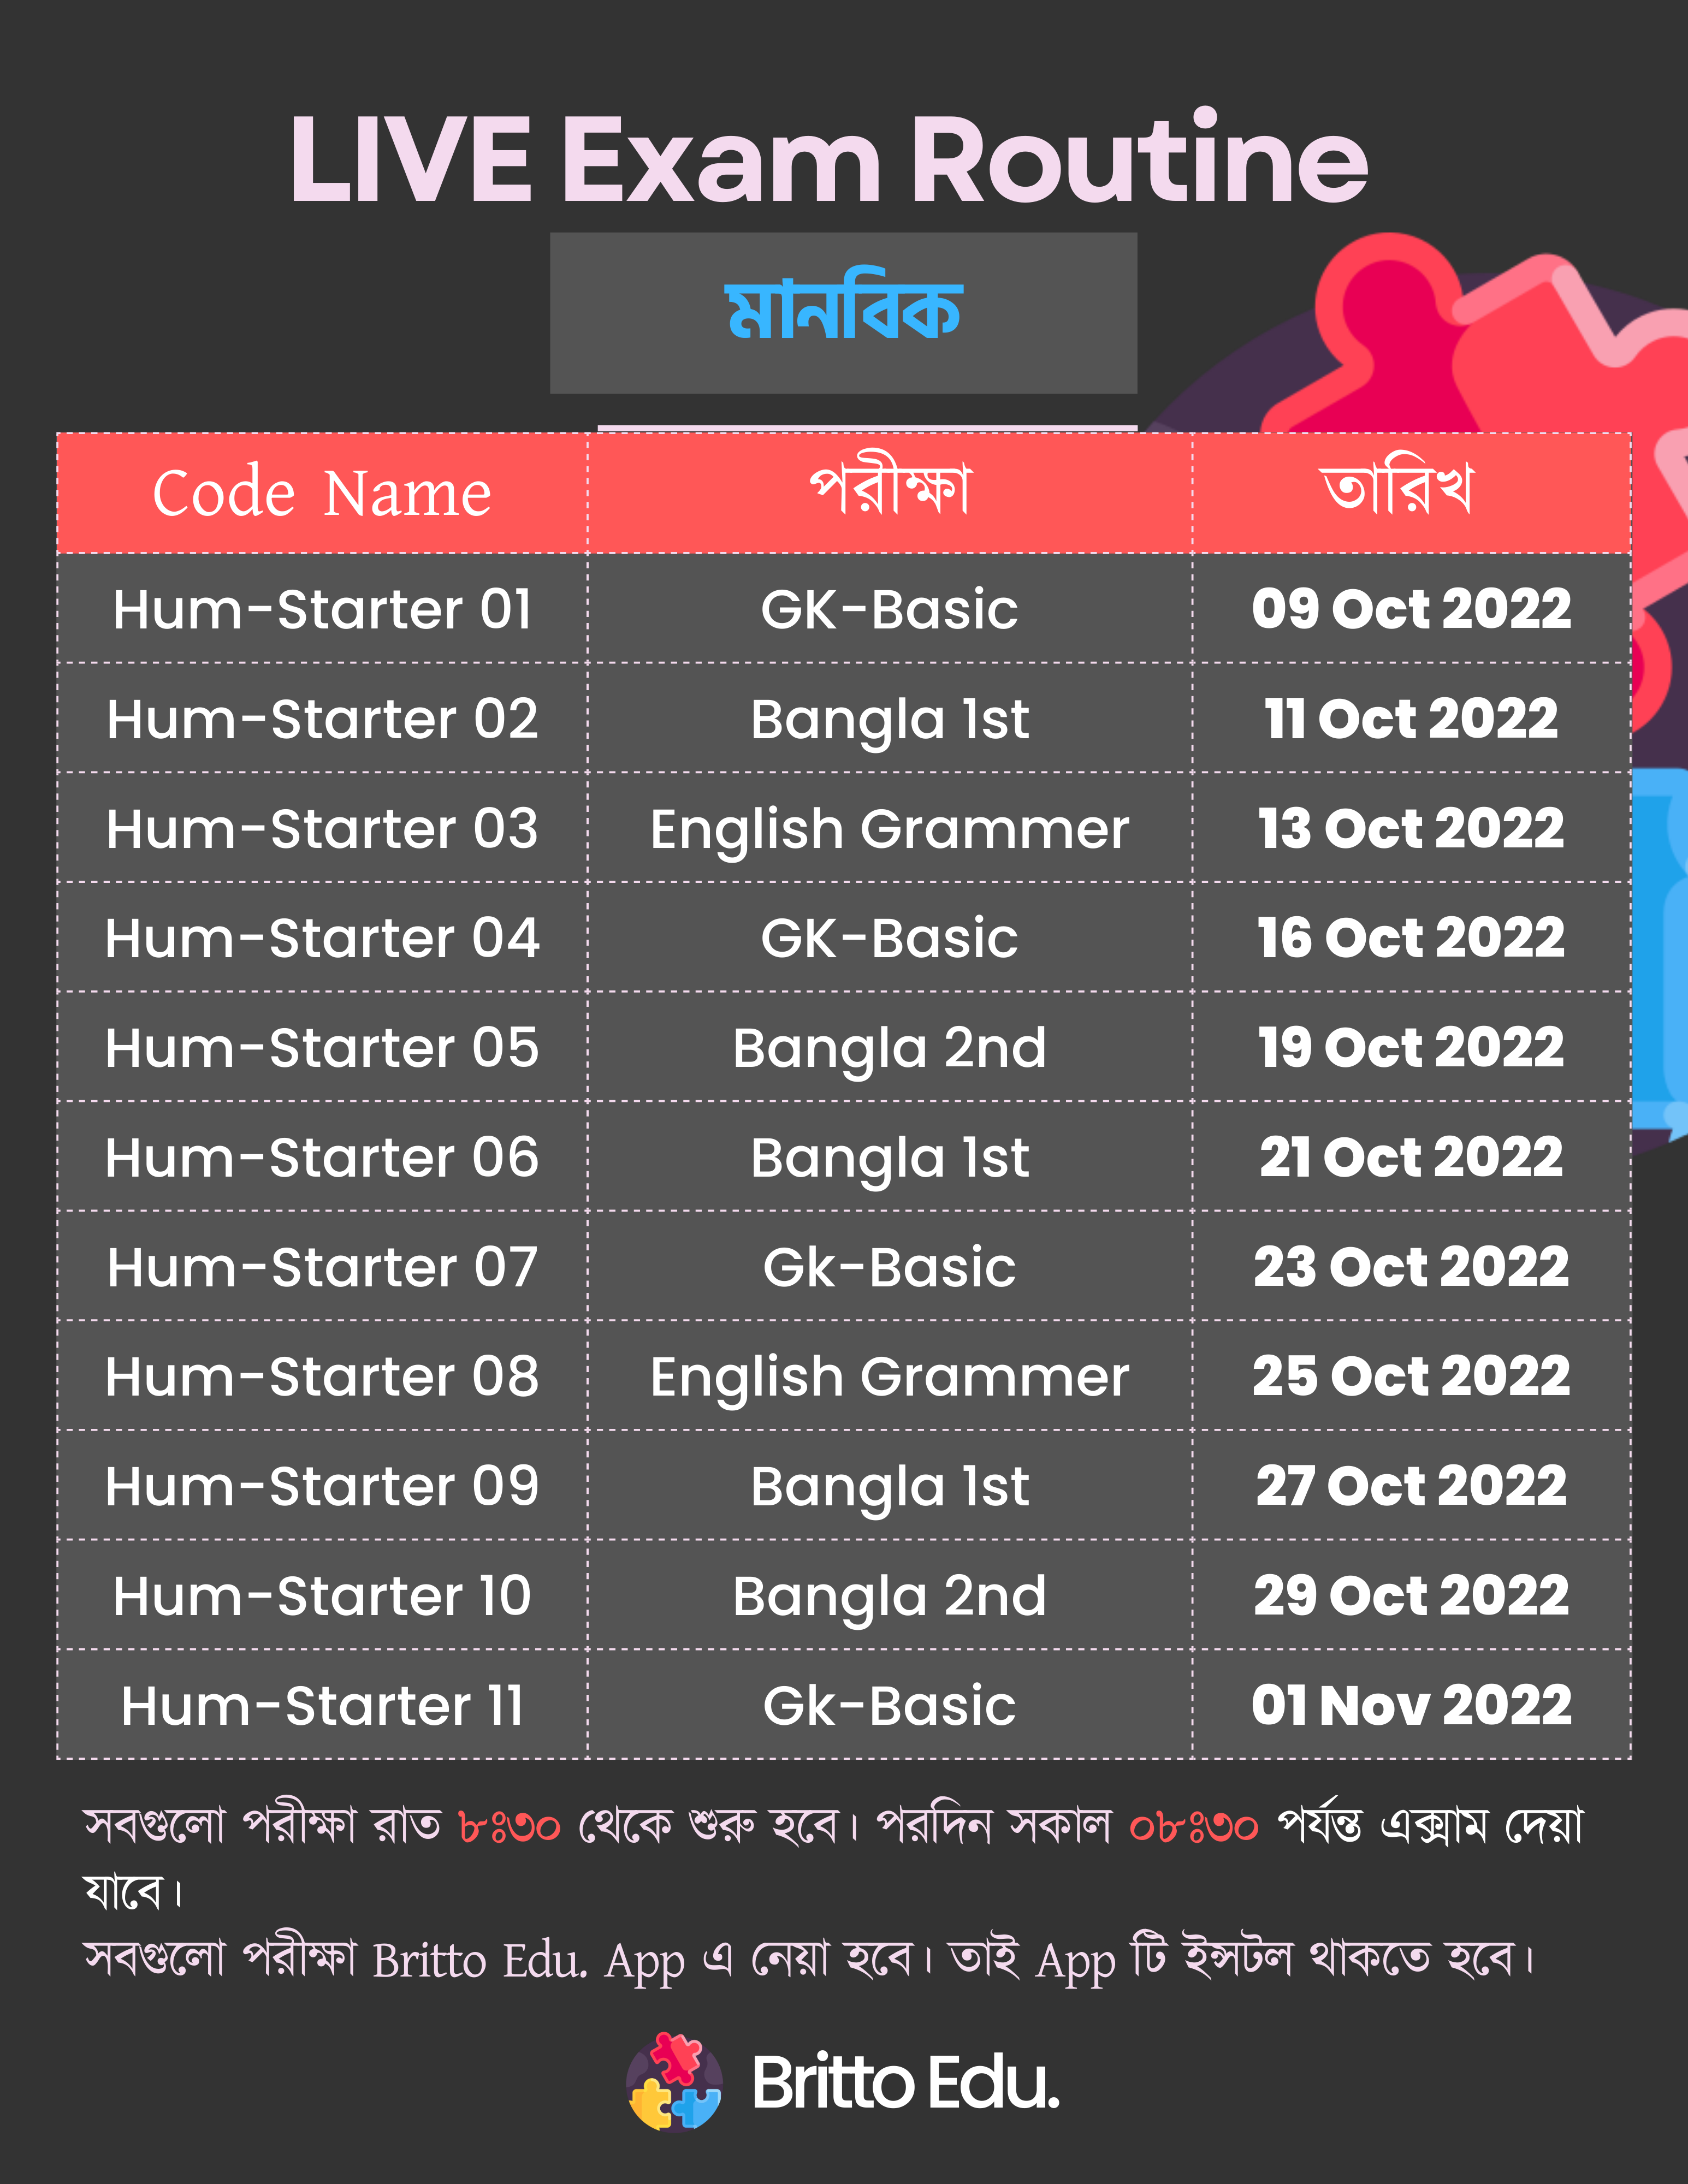 LIVE Exam Routine
মানবিক
Code Name পরীক্ষা তারিখ
Hum-Starter 01 GK-Basic 09 Oct 2022
Hum-Starter 02 Bangla 1st 11 Oct 2022
Hum-Starter 03 English Grammer 13 Oct 2022
Hum-Starter 04 GK-Basic 16 Oct 2022
Hum-Starter 05 Bangla 2nd 19 Oct 2022
Hum-Starter 06 Bangla 1st 21 Oct 2022
Hum-Starter 07 Gk-Basic 23 Oct 2022
Hum-Starter 08 English Grammer 25 Oct 2022
Hum-Starter 09 Bangla 1st 27 Oct 2022
Hum-Starter 10 Bangla 2nd 29 Oct 2022
Hum-Starter 11 Gk-Basic 01 Nov 2022
সবগুলো পরীক্ষা রাত ৮ঃ৩০ থেকে শুরু হবে। পরদিন সকাল ০৮ঃ৩০ পর্যন্ত এক্সাম দেয়া
যাবে।
সবগুলো পরীক্ষা Britto Edu. App এ নেয়া হবে। তাই App টি ইন্সটল থাকতে হবে।
Britto Edu.